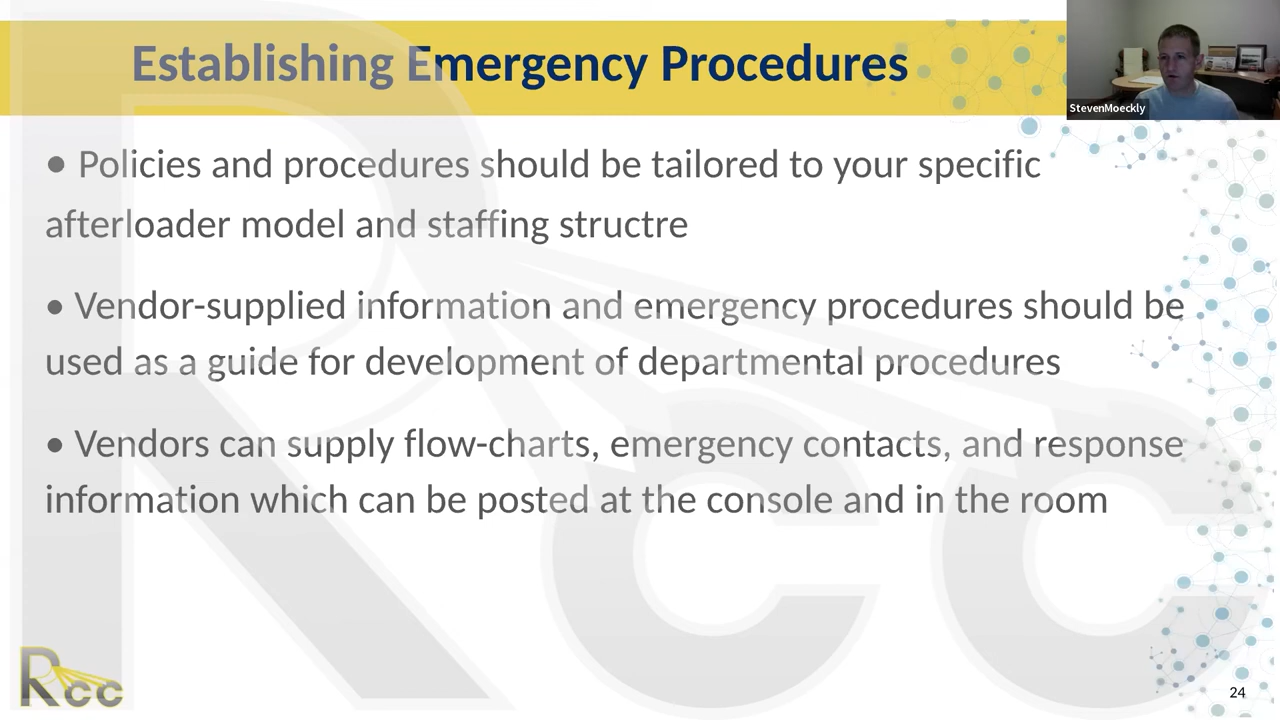 Establishing Emergency Procedures
StevenMoeckly
• Policies and procedures should be tailored to your specific
afterloader model and staffing structre
• Vendor-supplied information and emergency procedures should be
used as a guide for development of departmental procedures
• Vendors can supply flow-charts, emergency contacts, and response
information which can be posted at the console and in the room
Rcc
Rcc
24